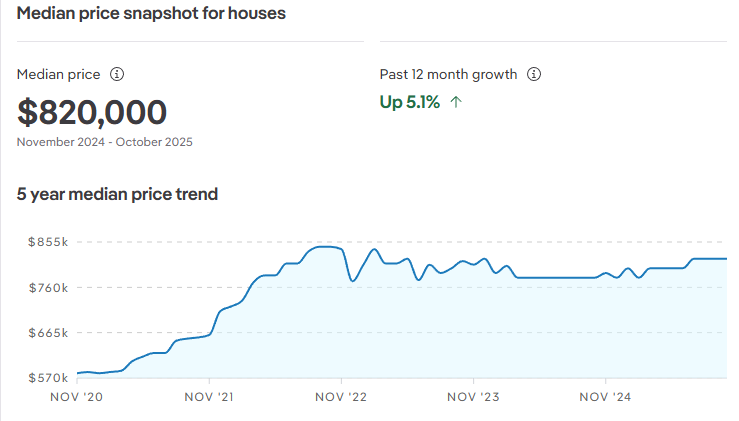 Median price snapshot for houses
Median price
Past 12 month growth
$820,000
Up 5.1% ↑
November 2024 - October 2025
5 year median price trend
$855k
$760k
$665k
$570k
NOV '20
NOV '21
NOV '22
NOV '23
NOV '24